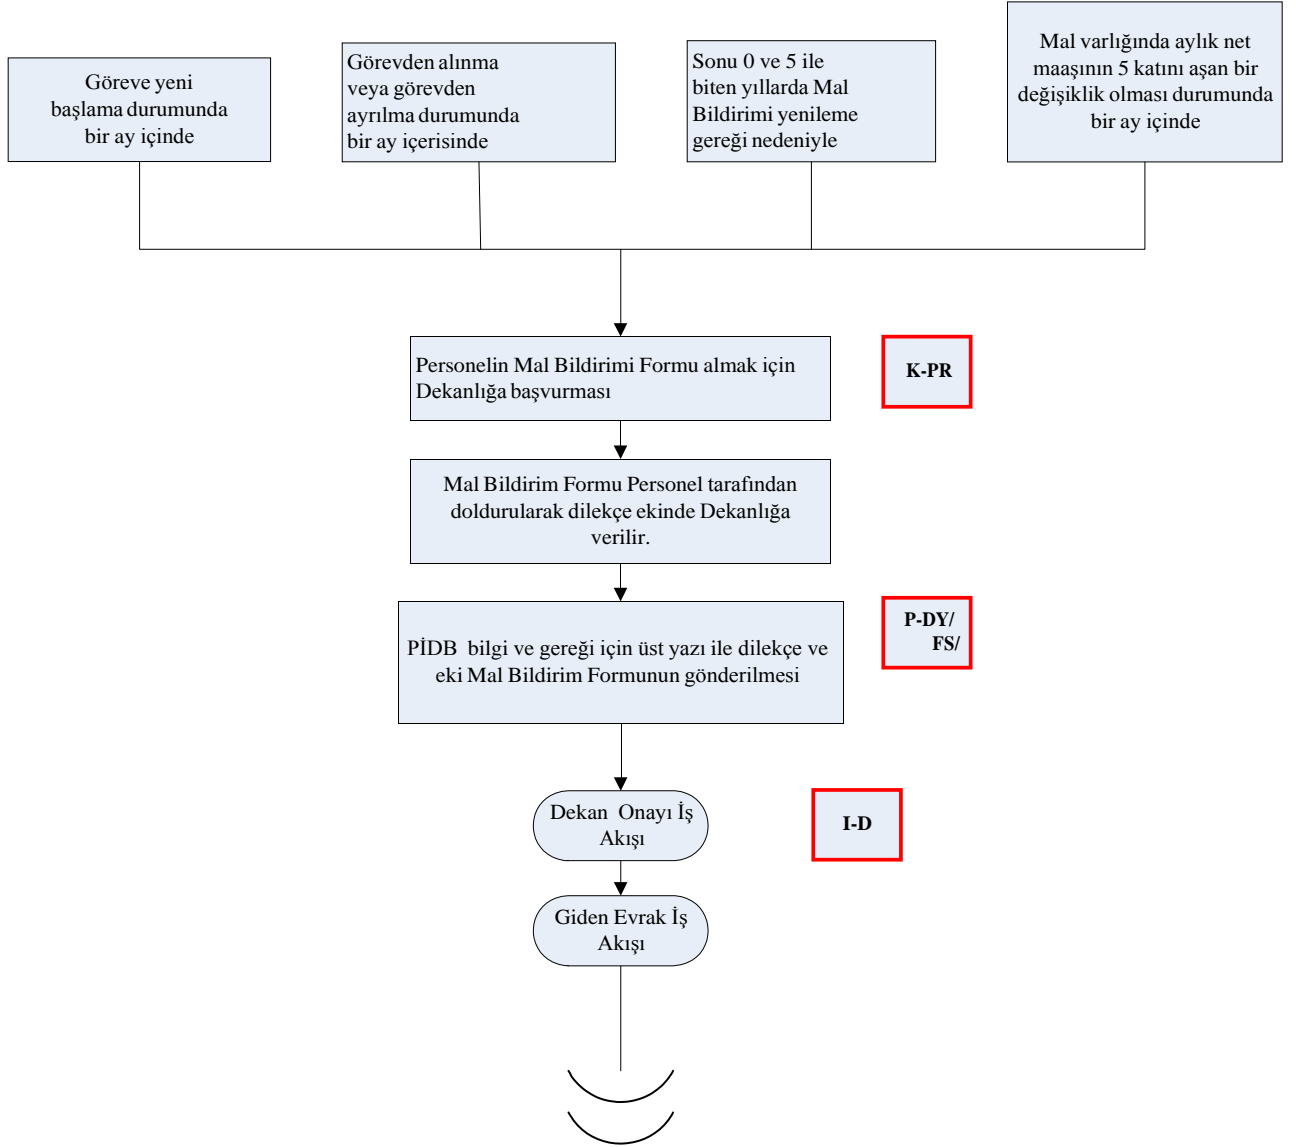 Göreve yeni
başlama durumunda
bir ay içinde
Görevden alınma
veya görevden
ayrılma durumunda
bir ay içerisinde
Sonu 0 ve 5 ile
biten yıllarda Mal
Bildirimi yenileme
gereği nedeniyle
Mal varlığında aylık net
maaşının 5 katını aşan bir
değişiklik olması durumunda
bir ay içinde
Personelin Mal Bildirimi Formu almak için
Dekanlığa başvurması
K-PR
Mal Bildirim Formu Personel tarafından
doldurularak dilekçe ekinde Dekanlığa
verilir.
PİDB bilgi ve gereği için üst yazı ile dilekçe ve
eki Mal Bildirim Formunun gönderilmesi
P-DY/
FS/
Dekan Onayı İş
Akışı
I-D
Giden Evrak İş
Akışı